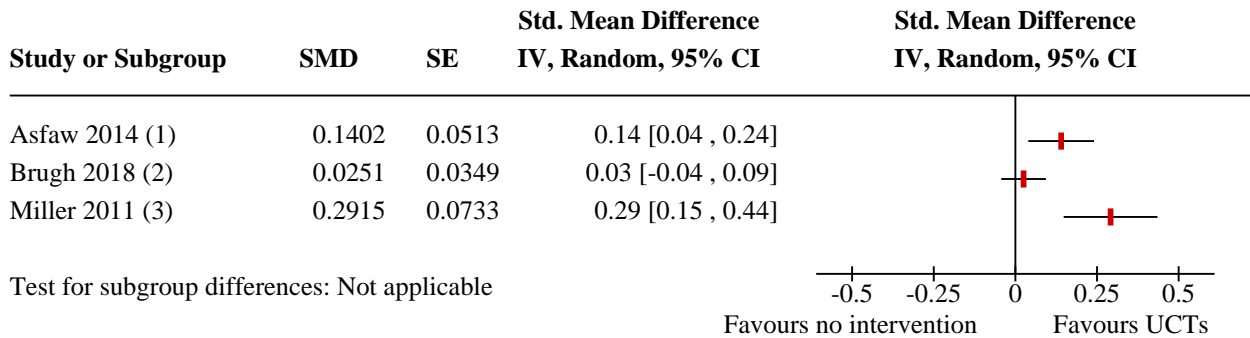 Std. Mean Difference Std. Mean Difference
Study or Subgroup SMD SE IV, Random, 95% CI IV, Random, 95% CI
Asfaw 2014 (1) 0.1402 0.0513 0.14 [0.04 , 0.24]
Brugh 2018 (2) 0.0251 0.0349 0.03 [-0.04 , 0.09]
Miller 2011 (3) 0.2915 0.0733 0.29 [0.15 , 0.44]
Test for subgroup differences: Not applicable
-0.5 -0.25 0 0.25 0.5
Favours no intervention Favours UCTs